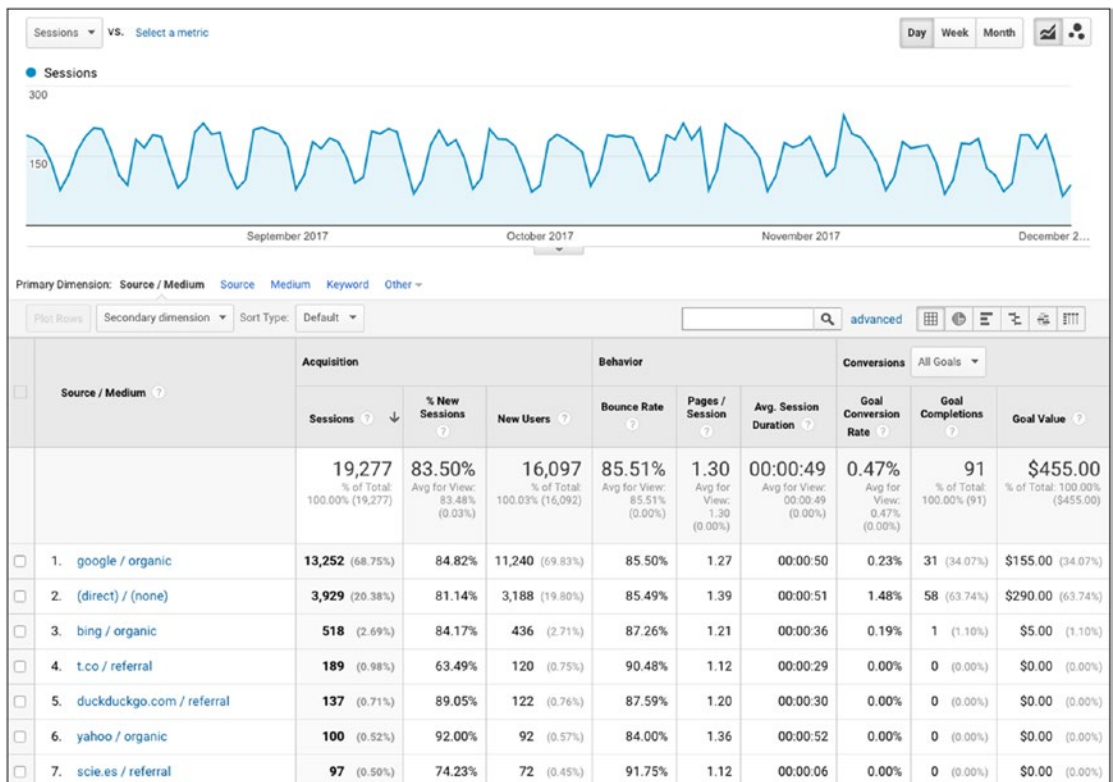 Sessions VS. Select a metric Day Week Month
Sessions
300
150
September 2017 October 2017 November 2017 December 2...
Primary Dimension: Source / Medium Source Medium Keyword Other
Plot Rows Secondary dimension Sort Type: Default advanced
Source / Medium ? Acquisition Behavior Conversions All Goals
Sessions ? % New Sessions ? New Users ? Bounce Rate ? Pages / Session ? Avg. Session Duration ? Goal Conversion Rate ? Goal Completions ? Goal Value ?
19,277 83.50% 16,097 85.51% 1.30 00:00:49 0.47% 91 $455.00
% of Total: 100.00% (19,277) Avg for View: 83.48% (0.03%) % of Total: 100.03% (16,092) Avg for View: 85.51% (0.00%) Avg for View: 1.30 (0.00%) Avg for View: 00:00:49 (0.00%) Avg for View: 0.47% (0.00%) % of Total: 100.00% (91) % of Total: 100.00% ($455.00)
1. google / organic 13,252 (68.75%) 84.82% 11,240 (69.83%) 85.50% 1.27 00:00:50 0.23% 31 (34.07%) $155.00 (34.07%)
2. (direct) / (none) 3,929 (20.38%) 81.14% 3,188 (19.80%) 85.49% 1.39 00:00:51 1.48% 58 (63.74%) $290.00 (63.74%)
3. bing / organic 518 (2.69%) 84.17% 436 (2.71%) 87.26% 1.21 00:00:36 0.19% 1 (1.10%) $5.00 (1.10%)
4. t.co / referral 189 (0.98%) 63.49% 120 (0.75%) 90.48% 1.12 00:00:29 0.00% 0 (0.00%) $0.00 (0.00%)
5. duckduckgo.com / referral 137 (0.71%) 89.05% 122 (0.76%) 87.59% 1.20 00:00:30 0.00% 0 (0.00%) $0.00 (0.00%)
6. yahoo / organic 100 (0.52%) 92.00% 92 (0.57%) 84.00% 1.36 00:00:52 0.00% 0 (0.00%) $0.00 (0.00%)
7. scie.es / referral 97 (0.50%) 74.23% 72 (0.45%) 91.75% 1.12 00:00:06 0.00% 0 (0.00%) $0.00 (0.00%)